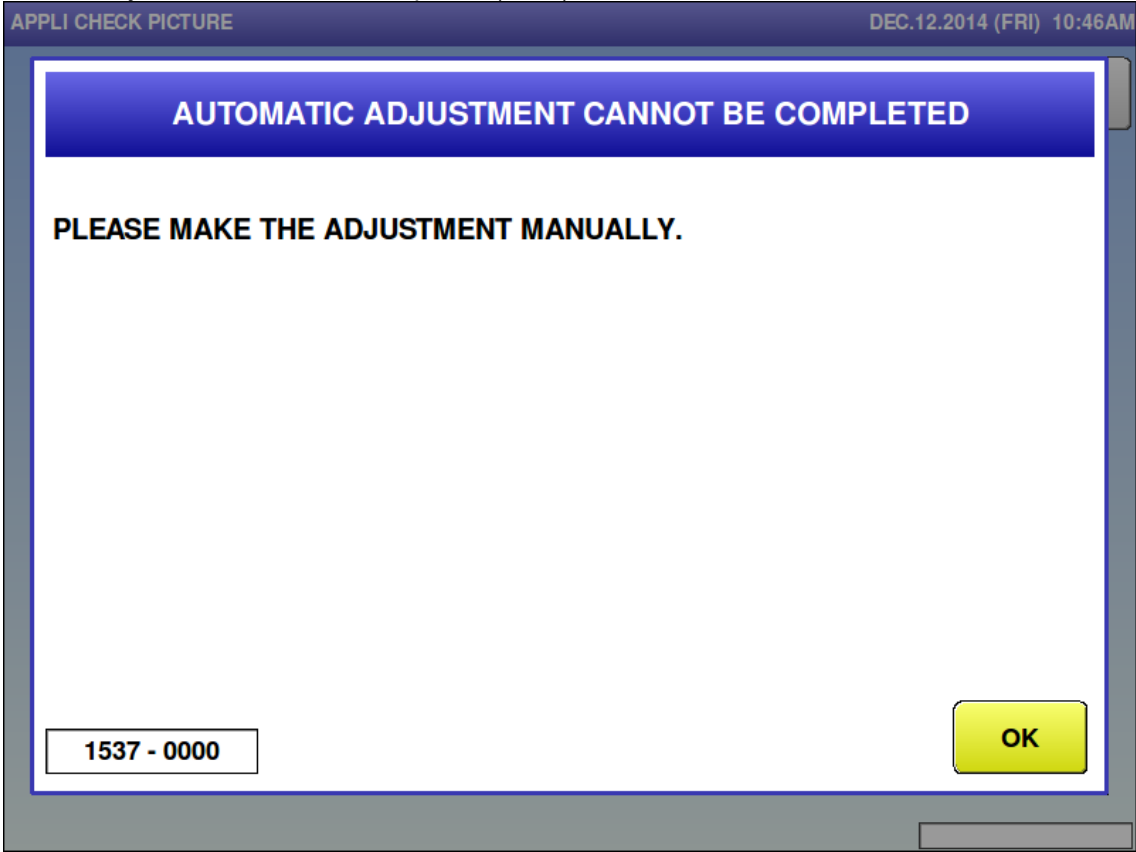 APPLI CHECK PICTURE
DEC.12.2014 (FRI) 10:46AM
AUTOMATIC ADJUSTMENT CANNOT BE COMPLETED
PLEASE MAKE THE ADJUSTMENT MANUALLY.
1537 - 0000
OK